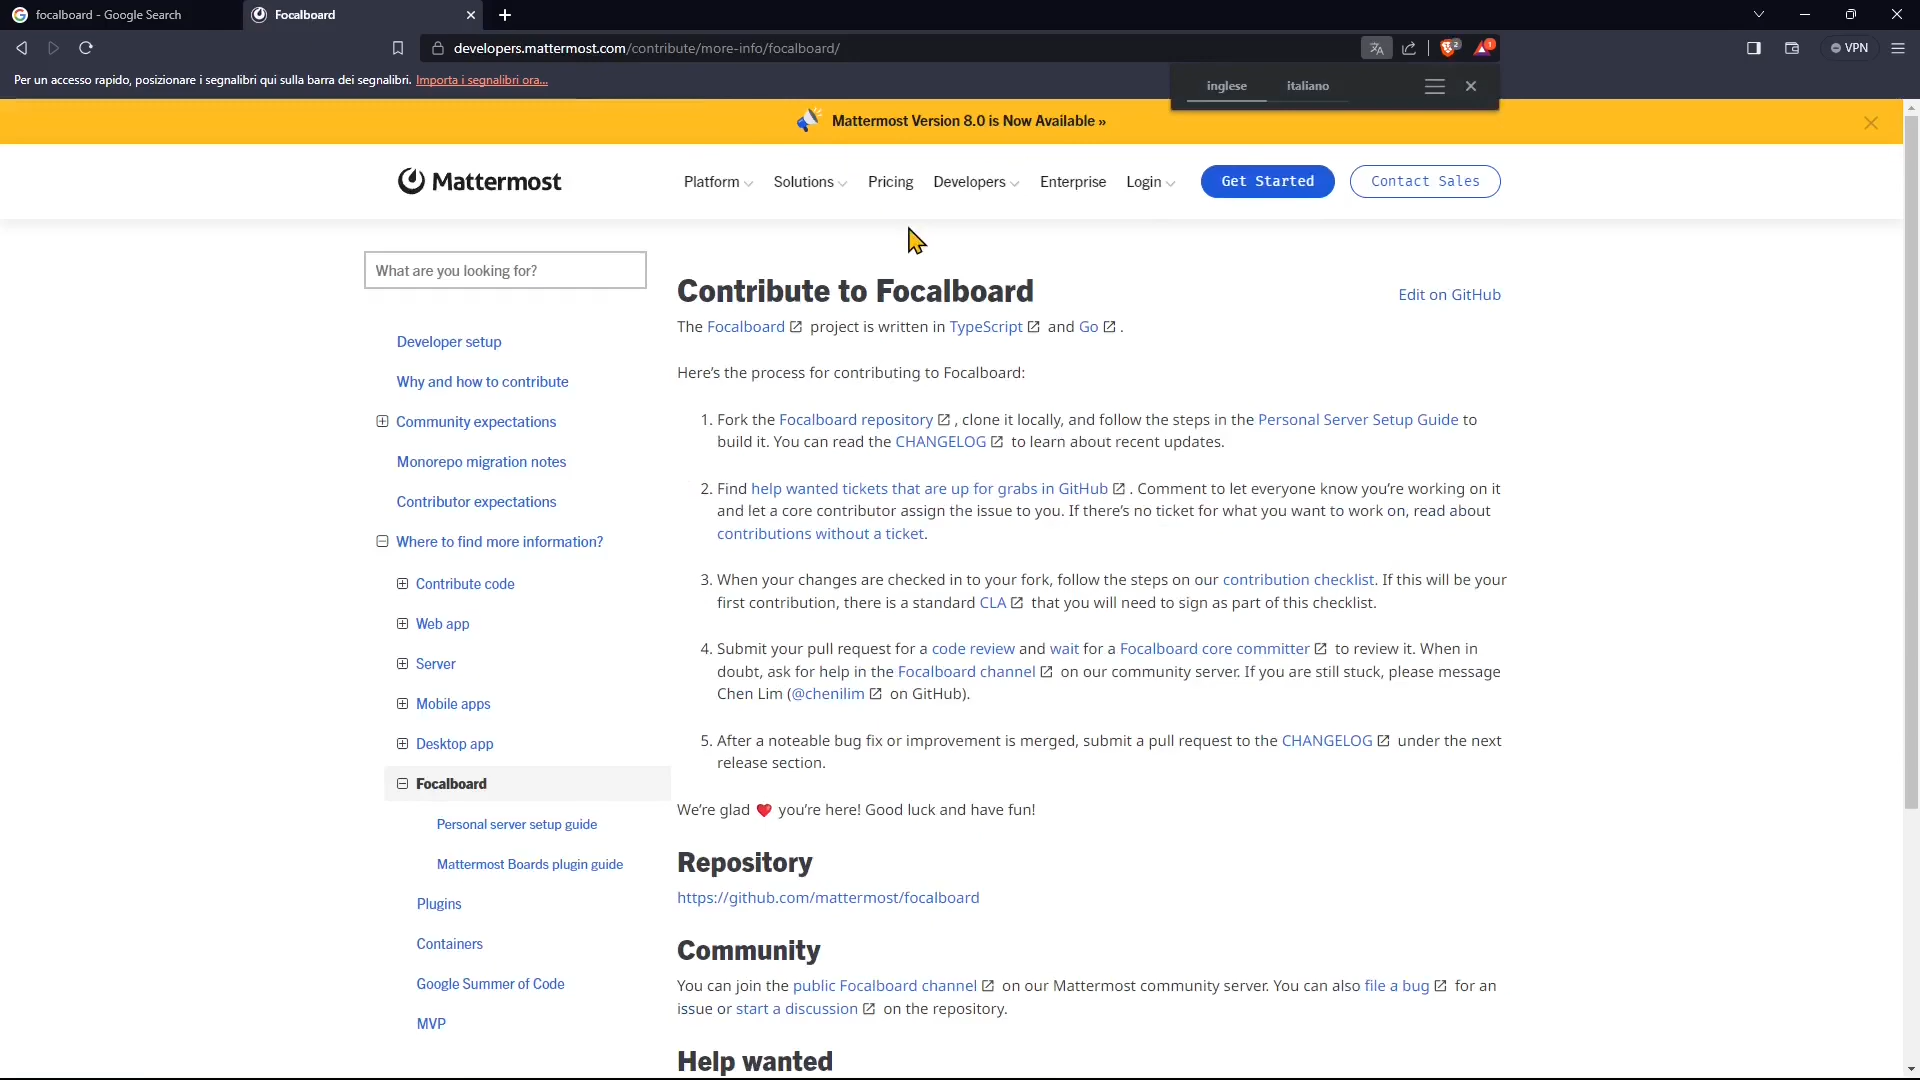 focalboard - Google Search
Focalboard
developers.mattermost.com/contribute/more-info/focalboard/
2
1
VPN
Per un accesso rapido, posizionare i segnalibri qui sulla barra dei segnalibri. Importa i segnalibri ora...
inglese italiano
Mattermost Version 8.0 is Now Available »
Mattermost
Platform Solutions Pricing Developers Enterprise Login Get Started Contact Sales
What are you looking for?
Developer setup
Why and how to contribute
Community expectations
Monorepo migration notes
Contributor expectations
Where to find more information?
Contribute code
Web app
Server
Mobile apps
Desktop app
Focalboard
Personal server setup guide
Mattermost Boards plugin guide
Plugins
Containers
Google Summer of Code
MVP
Contribute to Focalboard
Edit on GitHub
The Focalboard project is written in TypeScript and Go .
Here's the process for contributing to Focalboard:
1. Fork the Focalboard repository , clone it locally, and follow the steps in the Personal Server Setup Guide to
build it. You can read the CHANGELOG to learn about recent updates.
2. Find help wanted tickets that are up for grabs in GitHub . Comment to let everyone know you're working on it
and let a core contributor assign the issue to you. If there's no ticket for what you want to work on, read about
contributions without a ticket.
3. When your changes are checked in to your fork, follow the steps on our contribution checklist. If this will be your
first contribution, there is a standard CLA that you will need to sign as part of this checklist.
4. Submit your pull request for a code review and wait for a Focalboard core committer to review it. When in
doubt, ask for help in the Focalboard channel on our community server. If you are still stuck, please message
Chen Lim (@chenilim on GitHub).
5. After a noteable bug fix or improvement is merged, submit a pull request to the CHANGELOG under the next
release section.
We're glad ❤️ you're here! Good luck and have fun!
Repository
https://github.com/mattermost/focalboard
Community
You can join the public Focalboard channel on our Mattermost community server. You can also file a bug for an
issue or start a discussion on the repository.
Help wanted